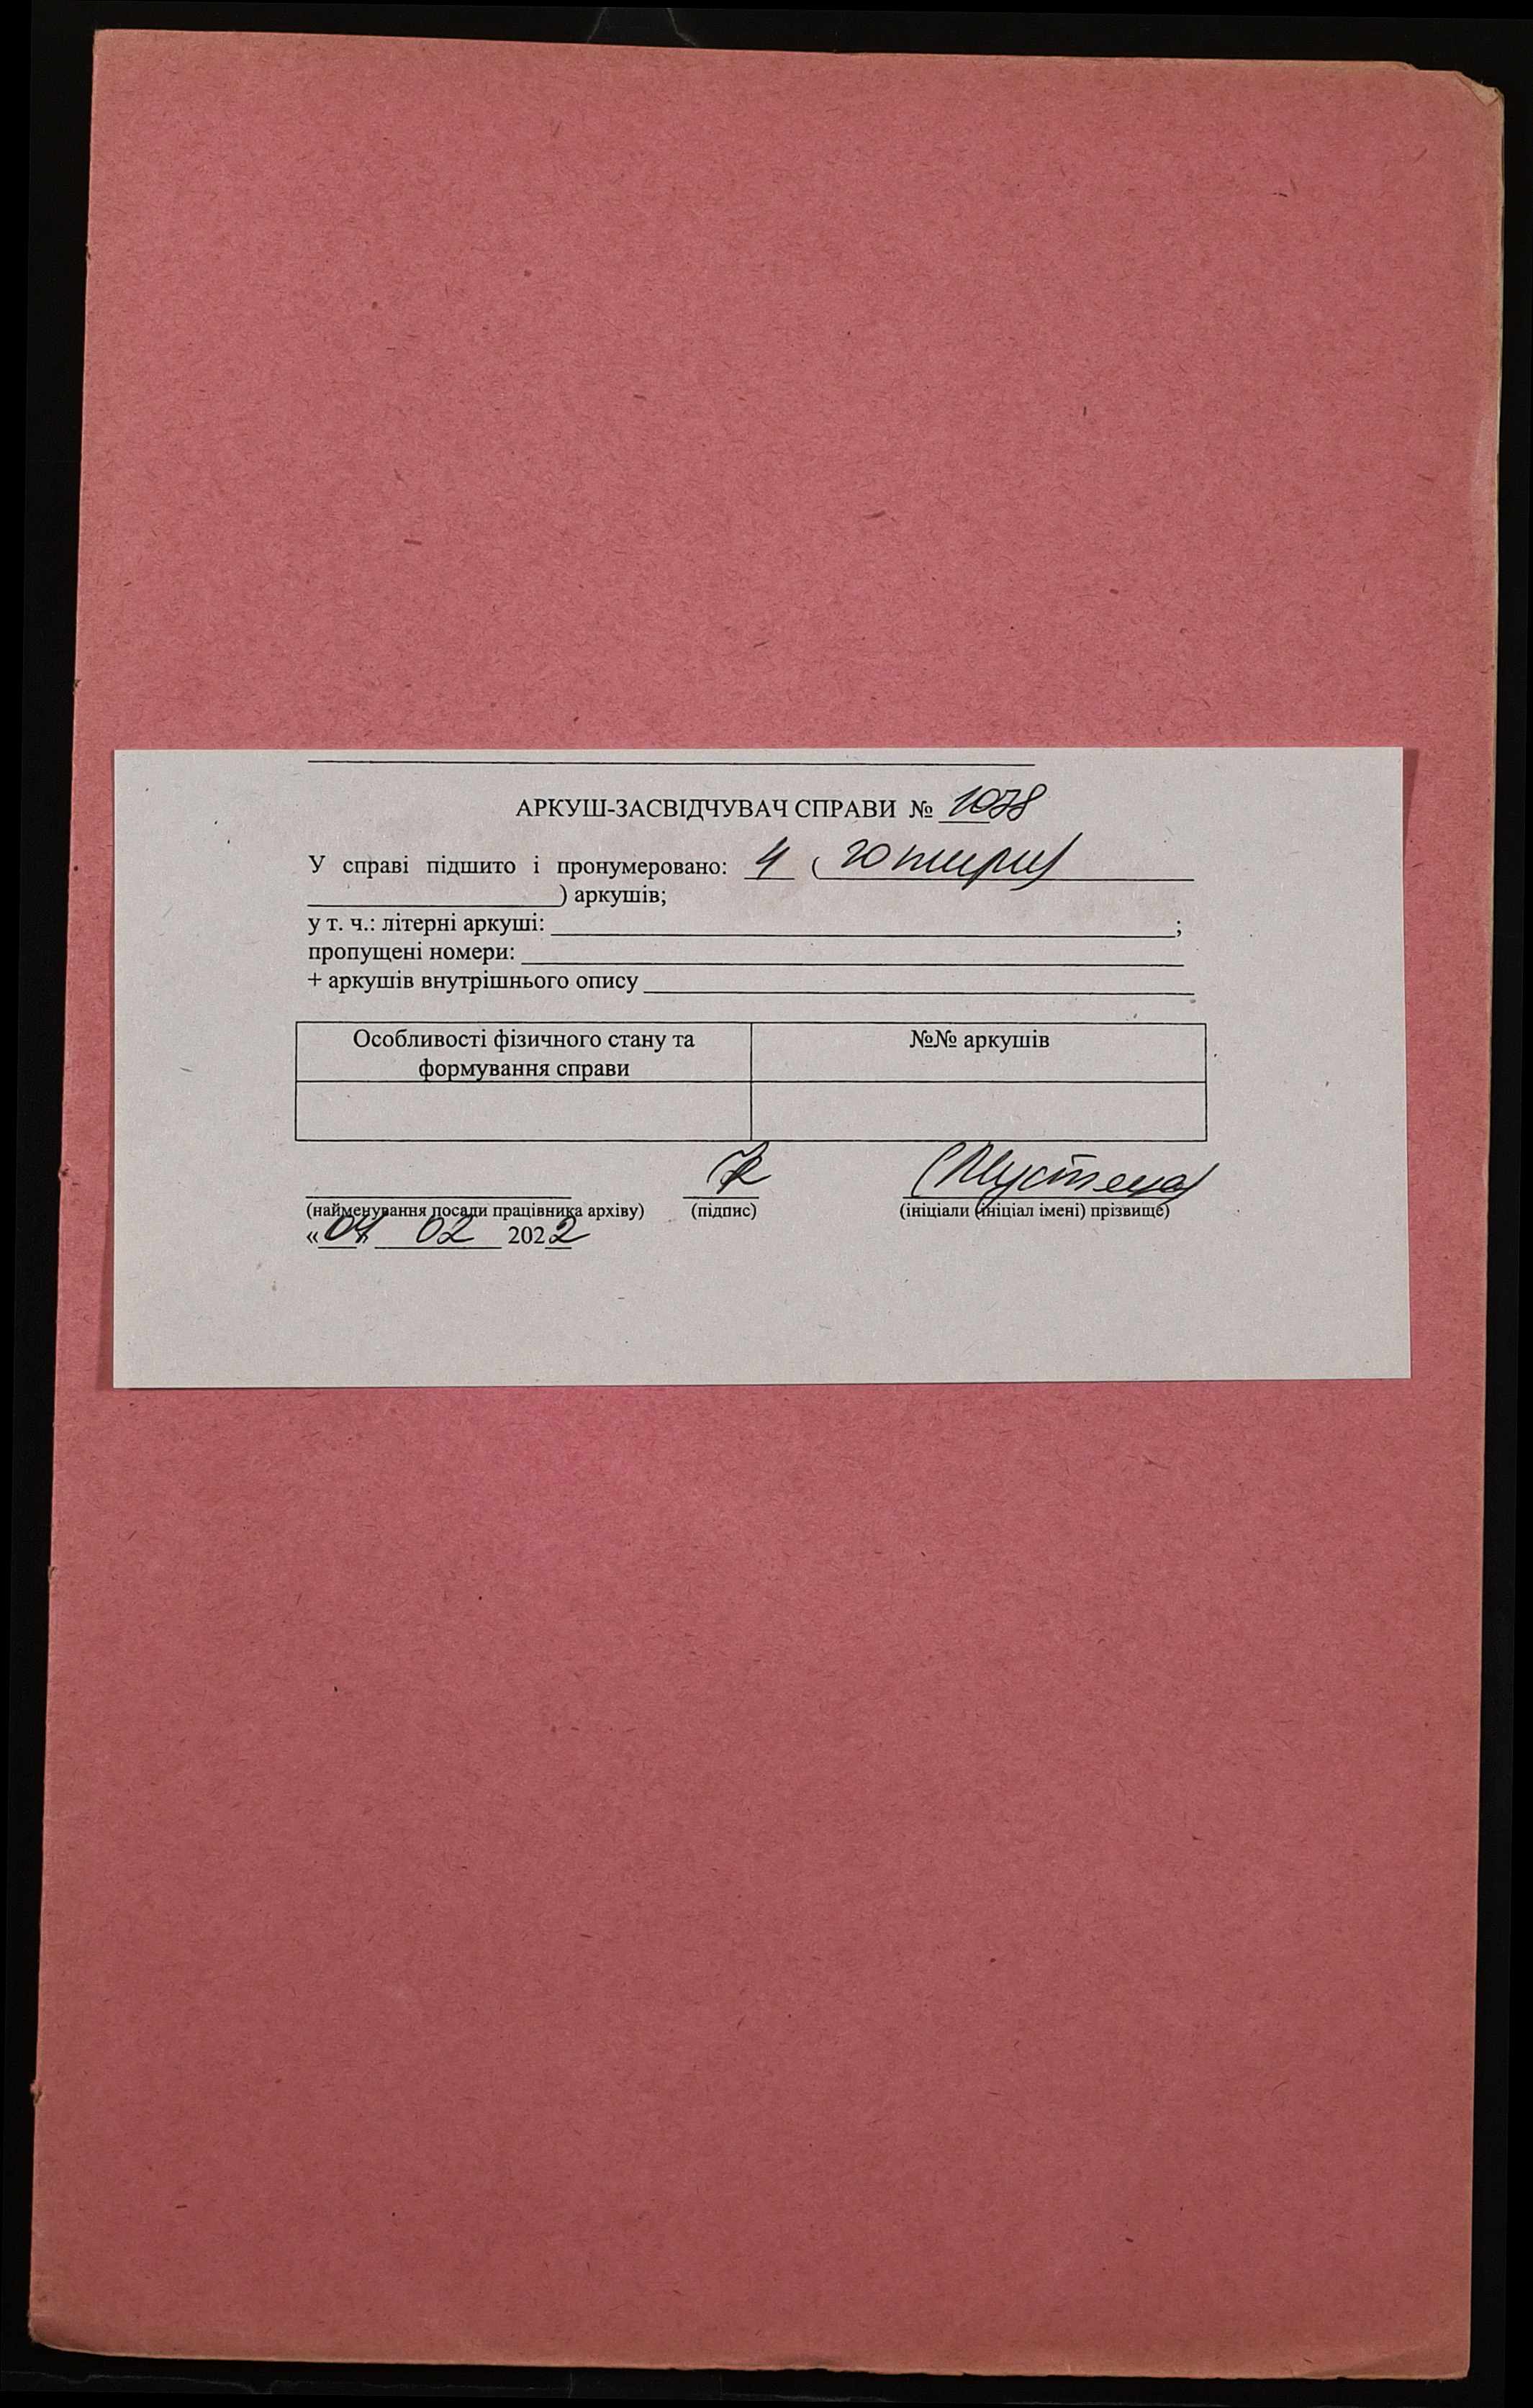 АРКУШ-ЗАСВІДЧУВАЧ СПРАВИ № 1078
У справі підшито і пронумеровано: 4 ( чотири)
) аркушів;
у т. ч.: літерні аркуші: ;
пропущені номери:
+ аркушів внутрішнього опису
Особливості фізичного стану та формування справи
№№ аркушів
(найменування посади працівника архіву) (підпис) (ініціали (ініціал імені) прізвище)
«04» 02 2022